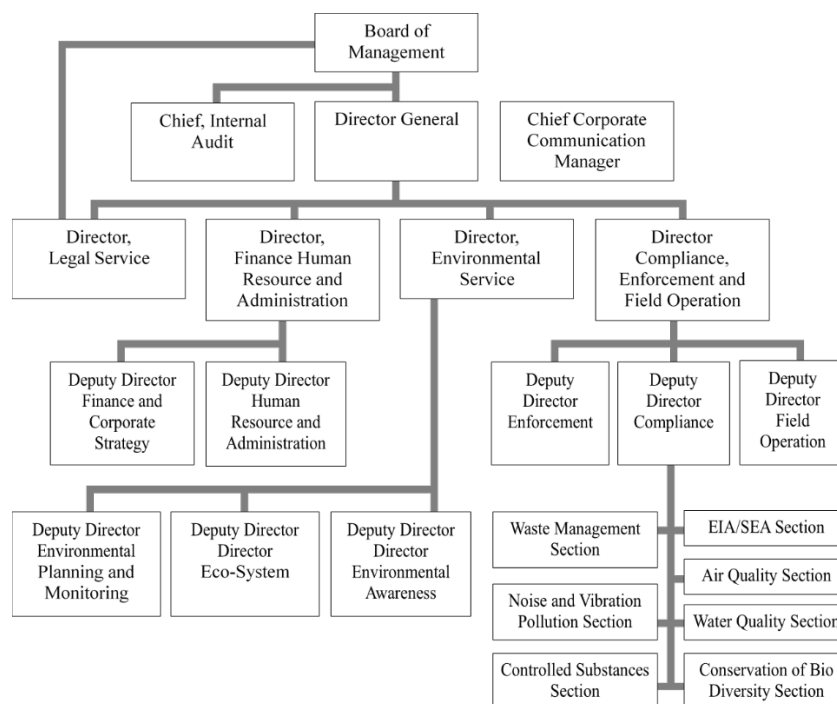 Board of
Management
Chief, Internal
Audit
Director General
Chief Corporate
Communication
Manager
Director,
Legal Service
Director,
Finance Human
Resource and
Administration
Director,
Environmental
Service
Director
Compliance,
Enforcement and
Field Operation
Deputy Director
Finance and
Corporate
Strategy
Deputy Director
Human
Resource and
Administration
Deputy
Director
Enforcement
Deputy
Director
Compliance
Deputy
Director
Field
Operation
Deputy Director
Environmental
Planning and
Monitoring
Deputy Director
Director
Eco-System
Deputy Director
Director
Environmental
Awareness
Waste Management
Section
EIA/SEA Section
Air Quality Section
Noise and Vibration
Pollution Section
Water Quality Section
Controlled Substances
Section
Conservation of Bio
Diversity Section